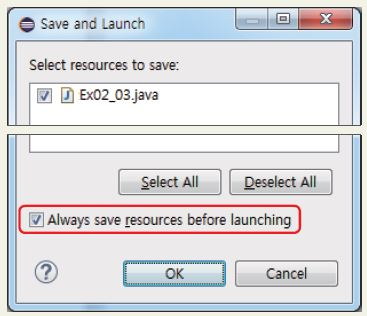 Save and Launch
Select resources to save:
Ex02_03.java
Select All Deselect All
Always save resources before launching
OK Cancel